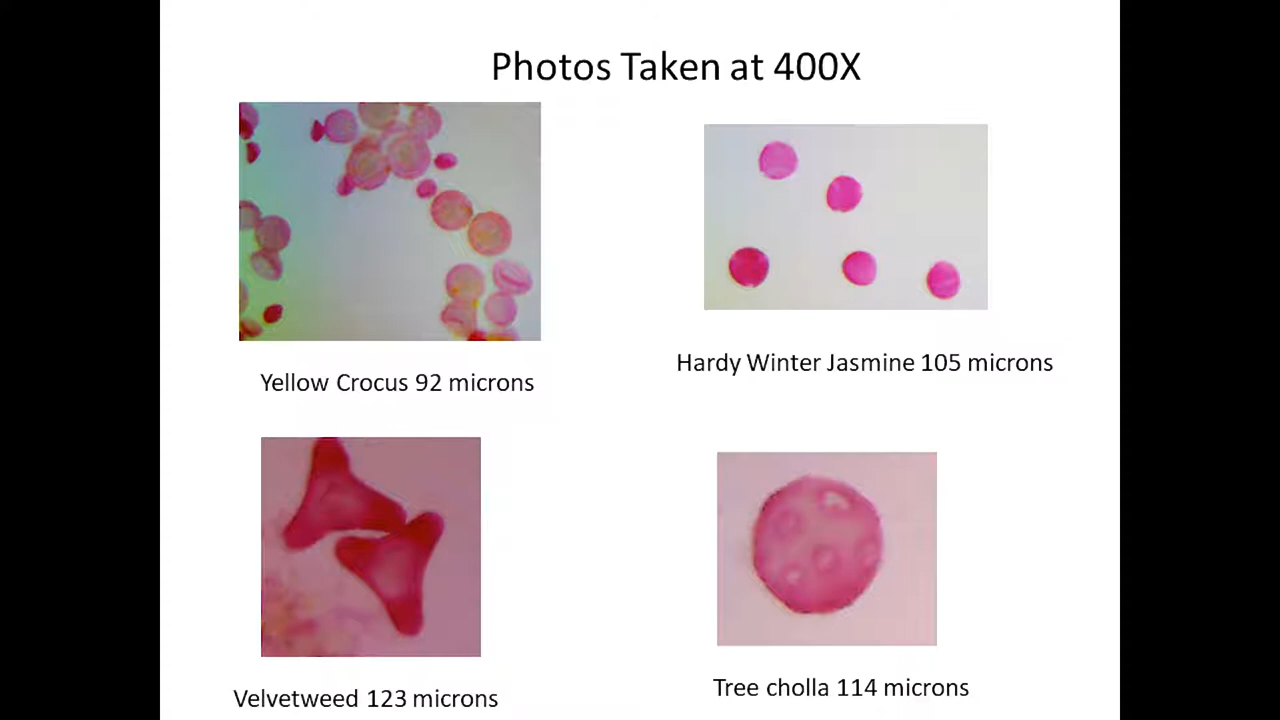 Photos Taken at 400X
Yellow Crocus 92 microns
Hardy Winter Jasmine 105 microns
Velvetweed 123 microns
Tree cholla 114 microns